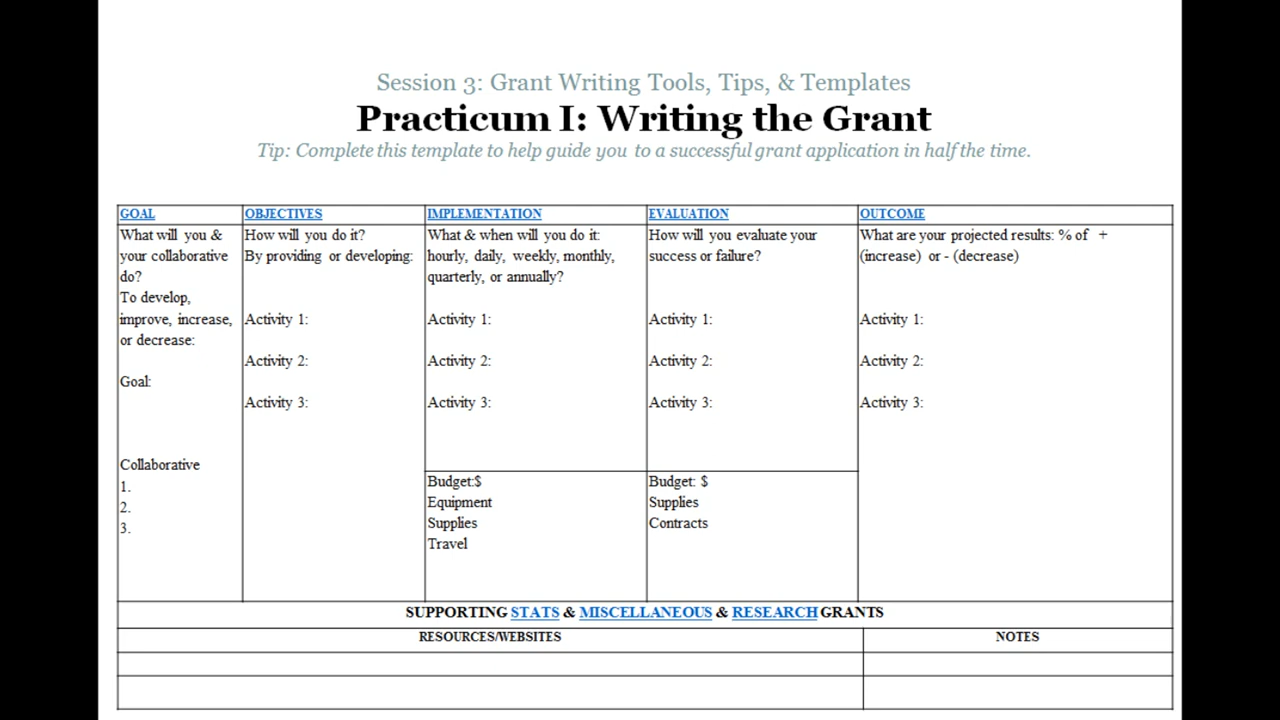 Session 3: Grant Writing Tools, Tips, & Templates
Practicum I: Writing the Grant
Tip: Complete this template to help guide you to a successful grant application in half the time.
GOAL
What will you &
your collaborative
do?
To develop,
improve, increase,
or decrease:
Goal:
Collaborative
1.
2.
3.
OBJECTIVES
How will you do it?
By providing or developing:
Activity 1:
Activity 2:
Activity 3:
IMPLEMENTATION
What & when will you do it:
hourly, daily, weekly, monthly,
quarterly, or annually?
Activity 1:
Activity 2:
Activity 3:
Budget:$
Equipment
Supplies
Travel
EVALUATION
How will you evaluate your
success or failure?
Activity 1:
Activity 2:
Activity 3:
Budget: $
Supplies
Contracts
OUTCOME
What are your projected results: % of +
(increase) or - (decrease)
Activity 1:
Activity 2:
Activity 3:
SUPPORTING STATS & MISCELLANEOUS & RESEARCH GRANTS
RESOURCES/WEBSITES
NOTES